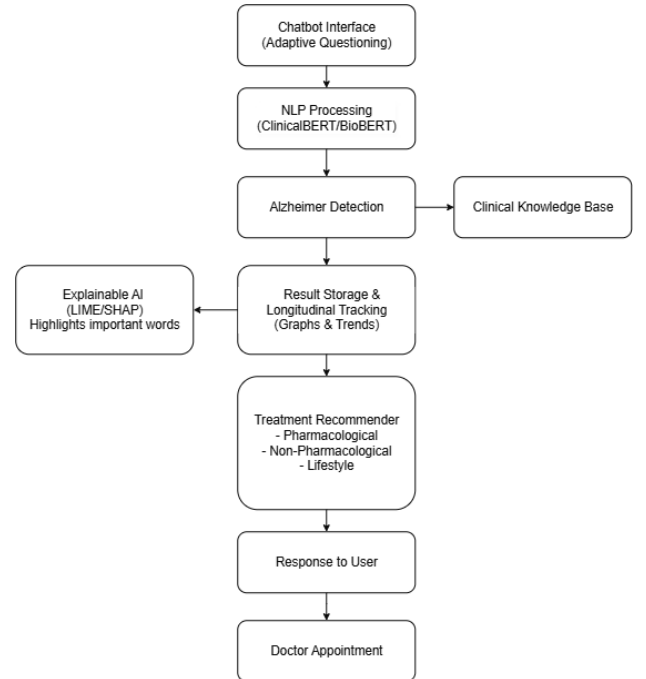 Chatbot Interface
(Adaptive Questioning)
NLP Processing
(ClinicalBERT/BioBERT)
Alzheimer Detection
Clinical Knowledge Base
Explainable AI
(LIME/SHAP)
Highlights important words
Result Storage &
Longitudinal Tracking
(Graphs & Trends)
Treatment Recommender
- Pharmacological
- Non-Pharmacological
- Lifestyle
Response to User
Doctor Appointment